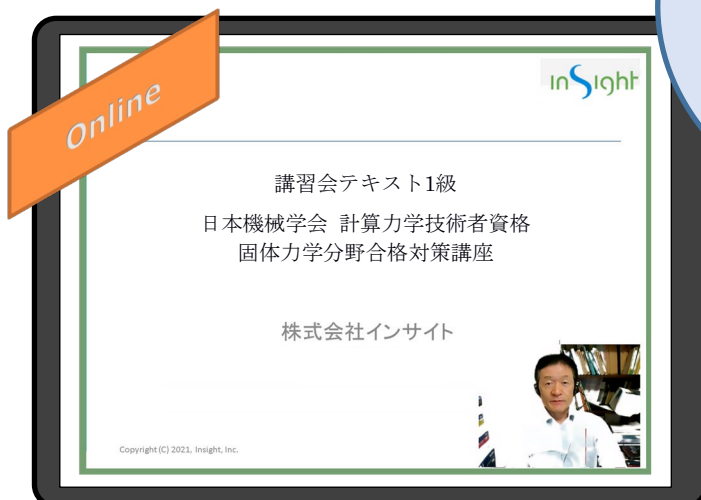 Online
InSight
講習会テキスト1級
日本機械学会 計算力学技術者資格
固体力学分野合格対策講座
株式会社インサイト
Copyright (C) 2021, Insight, Inc.